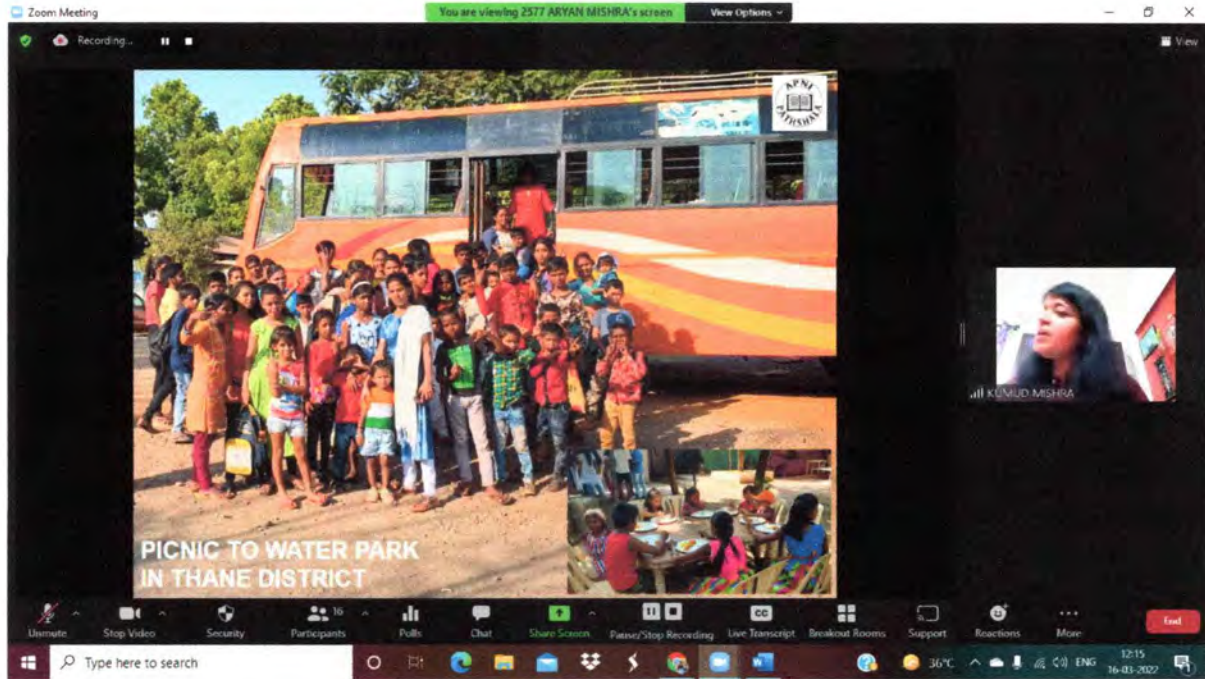 Zoom Meeting
You are viewing 2577 ARYAN MISHRA's screen
View Options
Recording...
View
APNI
PATHSHALA
KUMUD MISHRA
PICNIC TO WATER PARK
IN THANE DISTRICT
Unmute
Stop Video
Security
16
Participants
Polls
Chat
Share Screen
Pause/Stop Recording
CC
Live Transcript
Breakout Rooms
Support
Reactions
More
End
Type here to search
36°C
ENG
12:15
16-03-2022